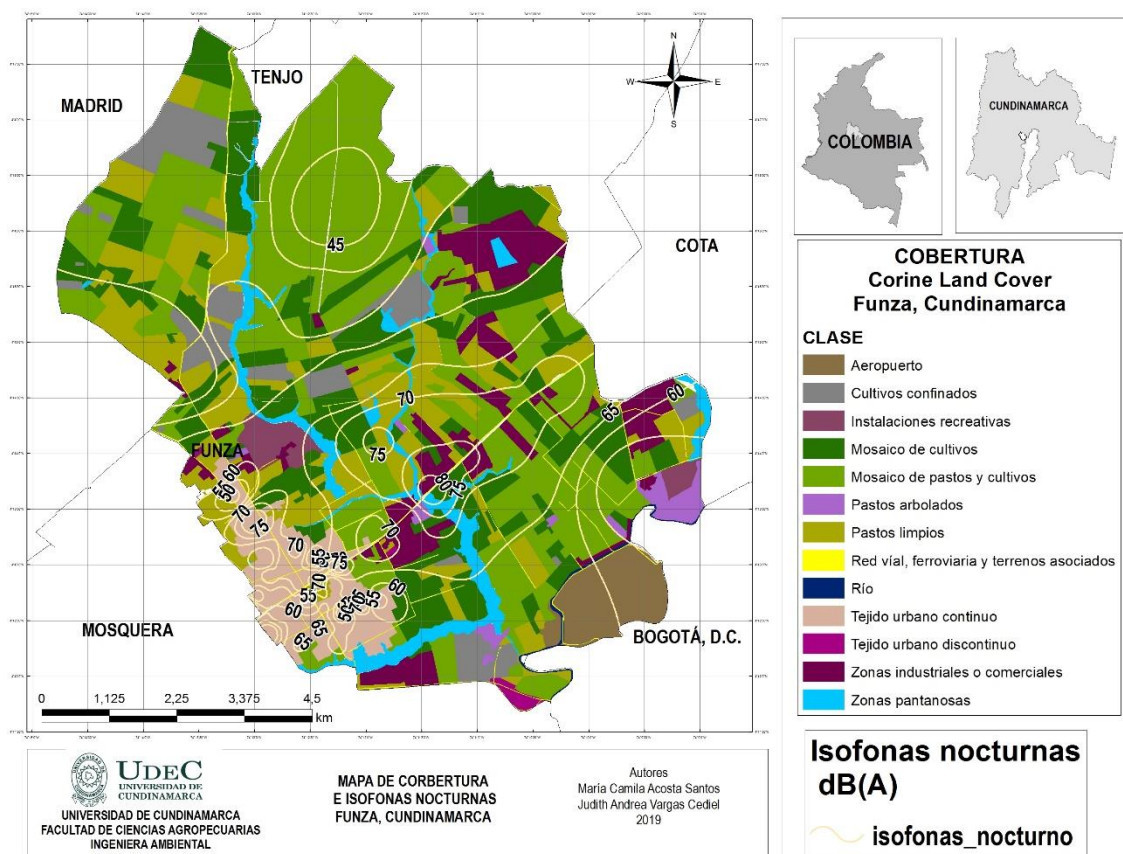 TENJO
MADRID
N
W
E
S
45
COTA
70
65
60
75
FUNZA
60
55
50
80
75
70
75
70
70
55
75
70
55
60
60
55
50
70
65
65
MOSQUERA
BOGOTÁ, D.C.
0
1,125
2,25
3,375
4,5
km
COLOMBIA
CUNDINAMARCA
COBERTURA
Corine Land Cover
Funza, Cundinamarca
CLASE
Aeropuerto
Cultivos confinados
Instalaciones recreativas
Mosaico de cultivos
Mosaico de pastos y cultivos
Pastos arbolados
Pastos limpios
Red víal, ferroviaria y terrenos asociados
Río
Tejido urbano continuo
Tejido urbano discontinuo
Zonas industriales o comerciales
Zonas pantanosas
Isofonas nocturnas
dB(A)
isofonas_nocturno
UDEC
UNIVERSIDAD DE
CUNDINAMARCA
UNIVERSIDAD DE CUNDINAMARCA
FACULTAD DE CIENCIAS AGROPECUARIAS
INGENIERA AMBIENTAL
MAPA DE CORBERTURA
E ISOFONAS NOCTURNAS
FUNZA, CUNDINAMARCA
Autores
María Camila Acosta Santos
Judith Andrea Vargas Cediel
2019